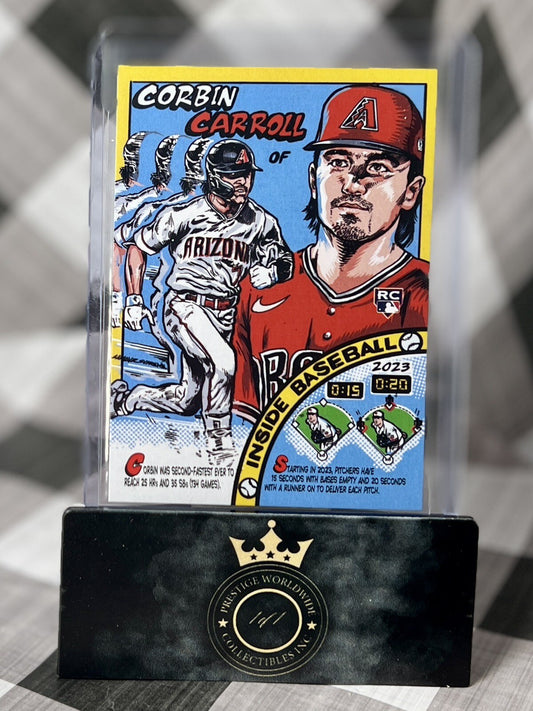 CORBIN
CARROLL
OF
A
ARIZONA
RC
INSIDE BASEBALL
2023
0:15
0:20
CORBIN WAS SECOND-FASTEST EVER TO
REACH 25 HRs AND 35 SBs (134 GAMES).
STARTING IN 2023, PITCHERS HAVE
15 SECONDS WITH BASES EMPTY AND 20 SECONDS
WITH A RUNNER ON TO DELIVER EACH PITCH.
PRESTIGE WORLDWIDE
1/1
COLLECTIBLES INC